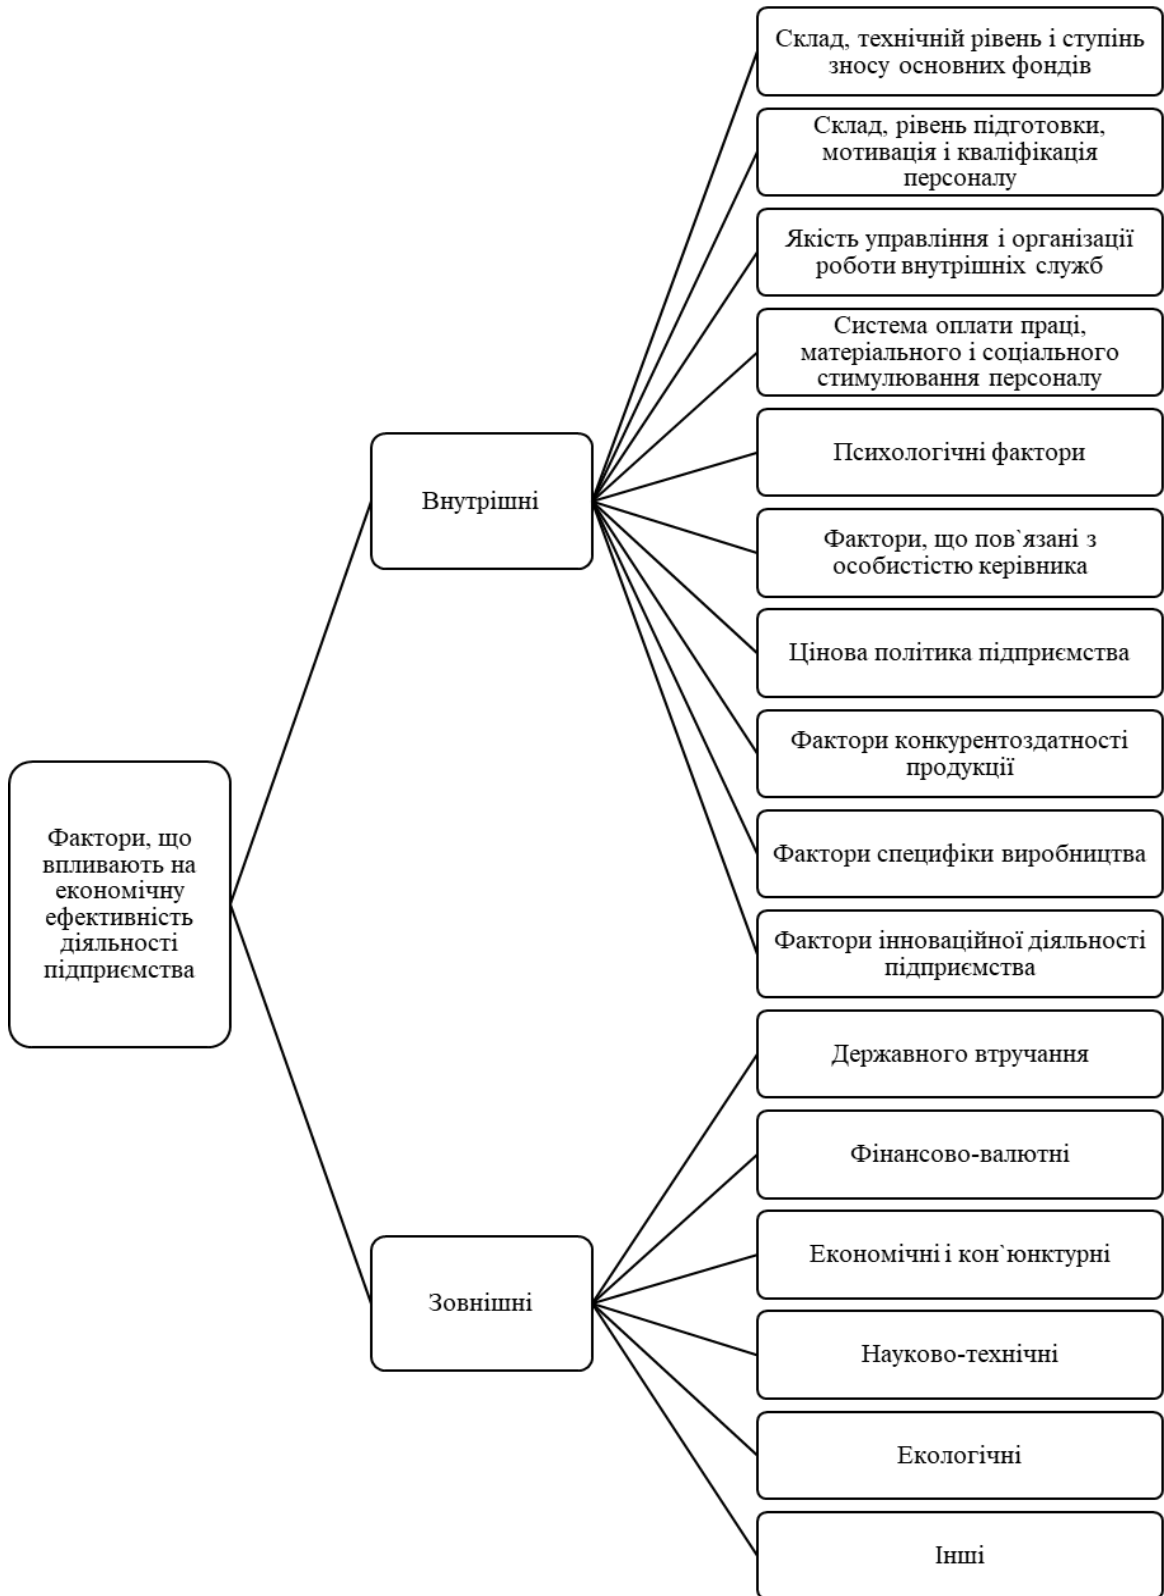 Склад, технічній рівень і ступінь
зносу основних фондів
Склад, рівень підготовки,
мотивація і кваліфікація
персоналу
Якість управління і організації
роботи внутрішніх служб
Система оплати праці,
матеріального і соціального
стимулювання персоналу
Психологічні фактори
Внутрішні
Фактори, що пов`язані з
особистістю керівника
Цінова політика підприємства
Фактори конкурентоздатності
продукції
Фактори, що
впливають на
економічну
ефективність
діяльності
підприємства
Фактори специфіки виробництва
Фактори інноваційної діяльності
підприємства
Державного втручання
Фінансово-валютні
Економічні і кон`юнктурні
Зовнішні
Науково-технічні
Екологічні
Інші